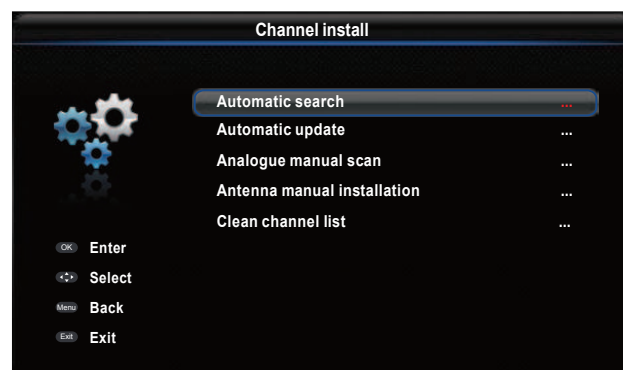 Channel install
Automatic search ...
Automatic update ...
Analogue manual scan ...
Antenna manual installation ...
Clean channel list ...
OK Enter
Select
Menu Back
Exit Exit